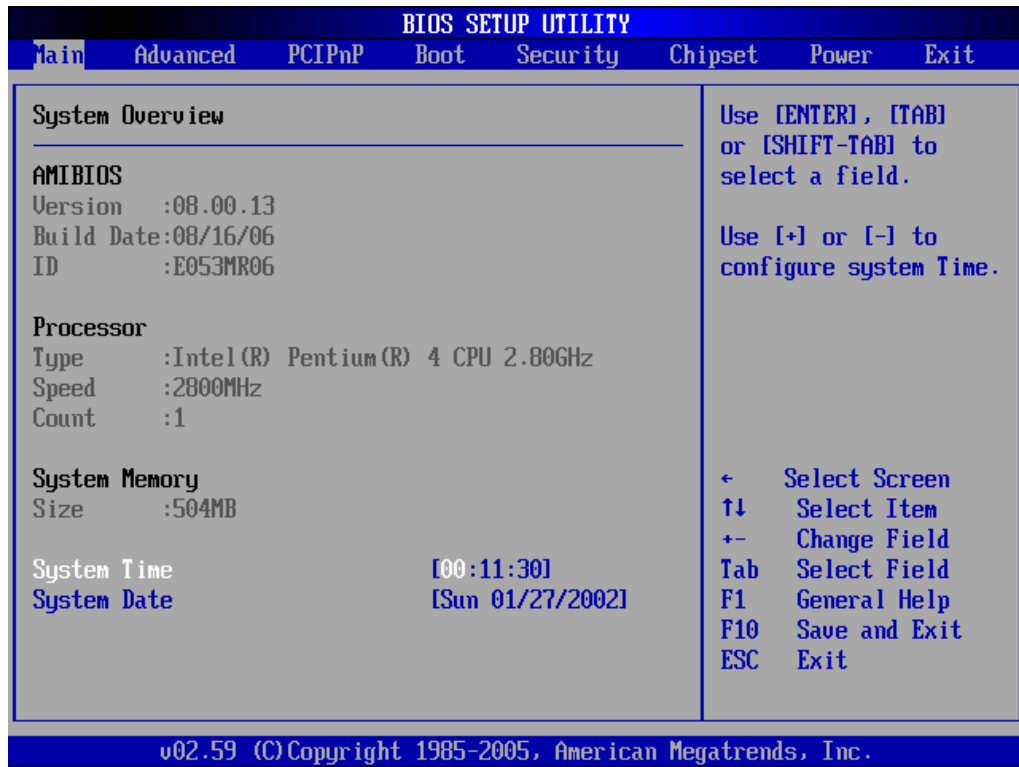 BIOS SETUP UTILITY
Main Advanced PCIPnP Boot Security Chipset Power Exit
System Overview
AMIBIOS
Version :08.00.13
Build Date:08/16/06
ID :E053MR06
Processor
Type :Intel(R) Pentium(R) 4 CPU 2.80GHz
Speed :2800MHz
Count :1
System Memory
Size :504MB
System Time [00:11:30]
System Date [Sun 01/27/2002]
Use [ENTER], [TAB]
or [SHIFT-TAB] to
select a field.
Use [+] or [-] to
configure system Time.
← Select Screen
↑↓ Select Item
+- Change Field
Tab Select Field
F1 General Help
F10 Save and Exit
ESC Exit
v02.59 (C)Copyright 1985-2005, American Megatrends, Inc.